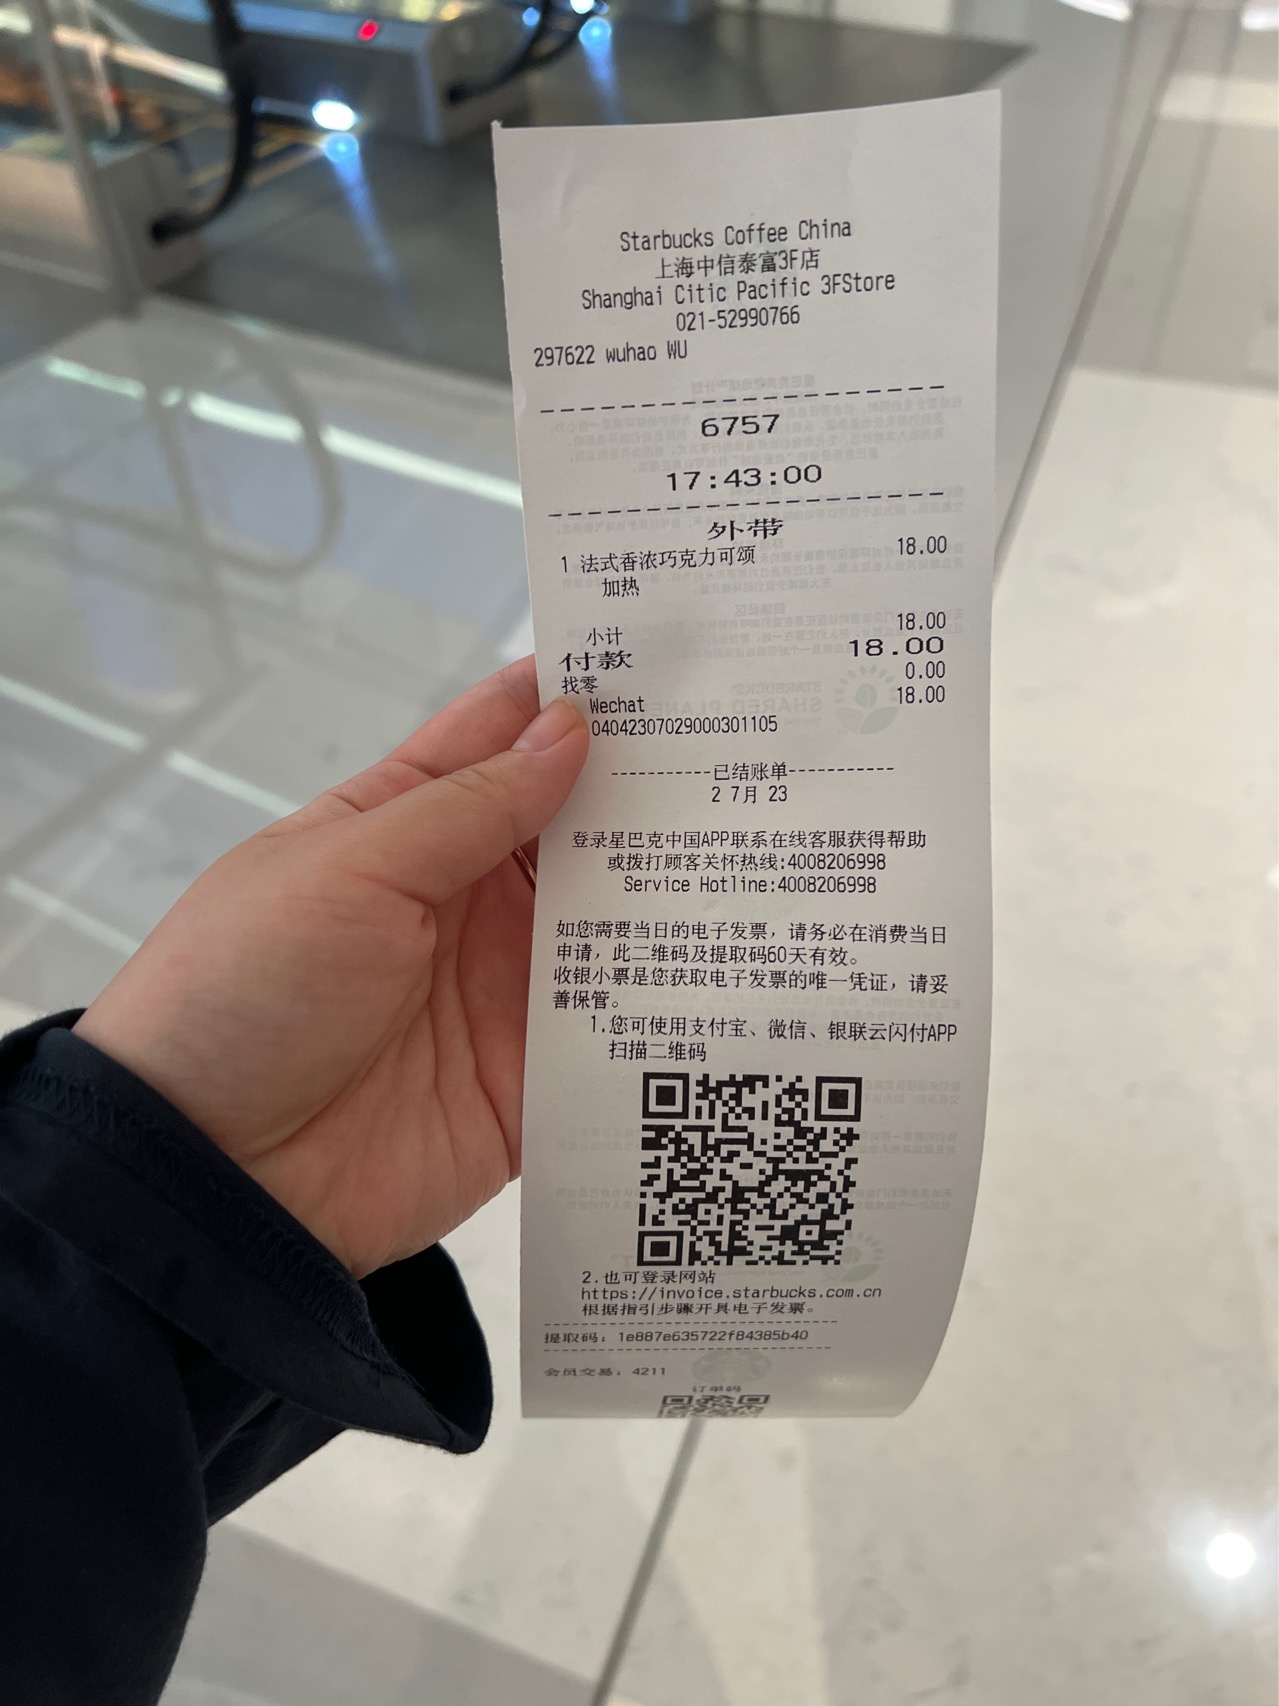 Starbucks Coffee China
上海中信泰富3F店
Shanghai Citic Pacific 3FStore
021-52990766
297622 wuhao WU
6757
17:43:00
外带
1 法式香浓巧克力可颂 18.00
加热
小计 18.00
付款 18.00
找零 0.00
Wechat 18.00
04042307029000301105
-----------已结账单-----------
2 7月 23
登录星巴克中国APP联系在线客服获得帮助
或拨打顾客关怀热线:4008206998
Service Hotline:4008206998
如您需要当日的电子发票，请务必在消费当日
申请，此二维码及提取码60天有效。
收银小票是您获取电子发票的唯一凭证，请妥
善保管。
1.您可使用支付宝、微信、银联云闪付APP
扫描二维码
2.也可登录网站
https://invoice.starbucks.com.cn
根据指引步骤开具电子发票。
提取码：1e887e635722f84385b40
会员交易：4211
订单码